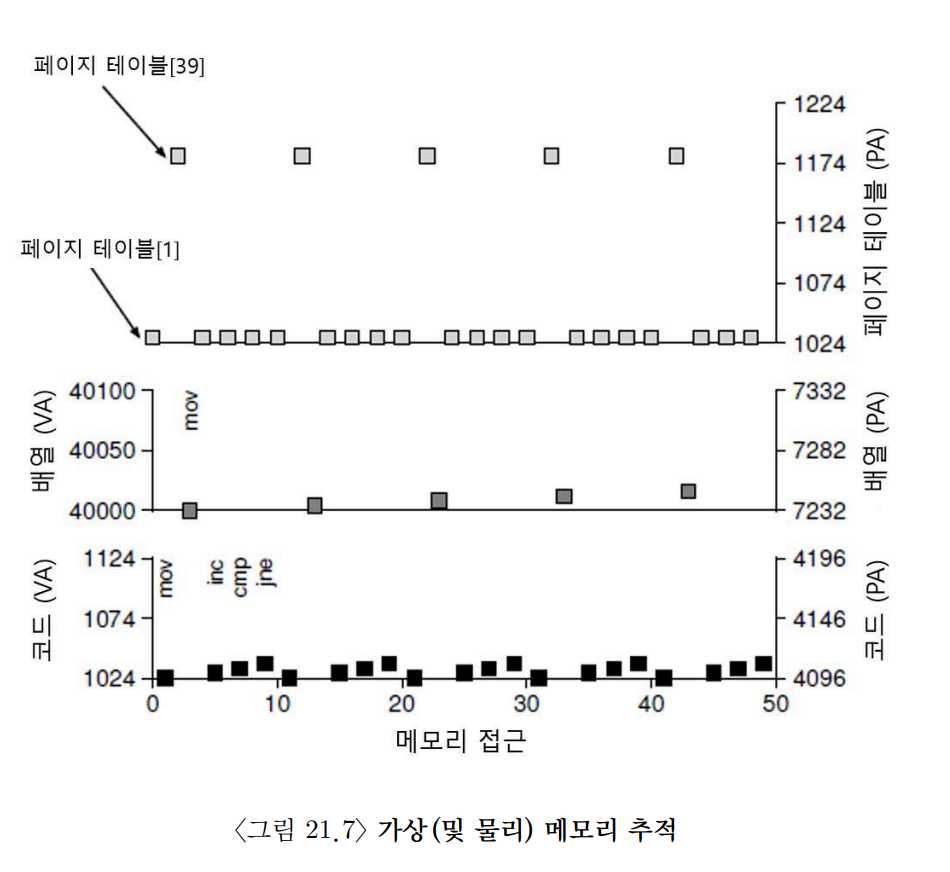 페이지 테이블[39]
1224
1174
1124
1074
1024
페이지 테이블 (PA)
페이지 테이블[1]
40100
40050
40000
배열 (VA)
mov
7332
7282
7232
배열 (PA)
1124
1074
1024
코드 (VA)
mov
inc
cmp
jne
4196
4146
4096
코드 (PA)
0 10 20 30 40 50
메모리 접근
〈그림 21.7〉 가상(및 물리) 메모리 추적